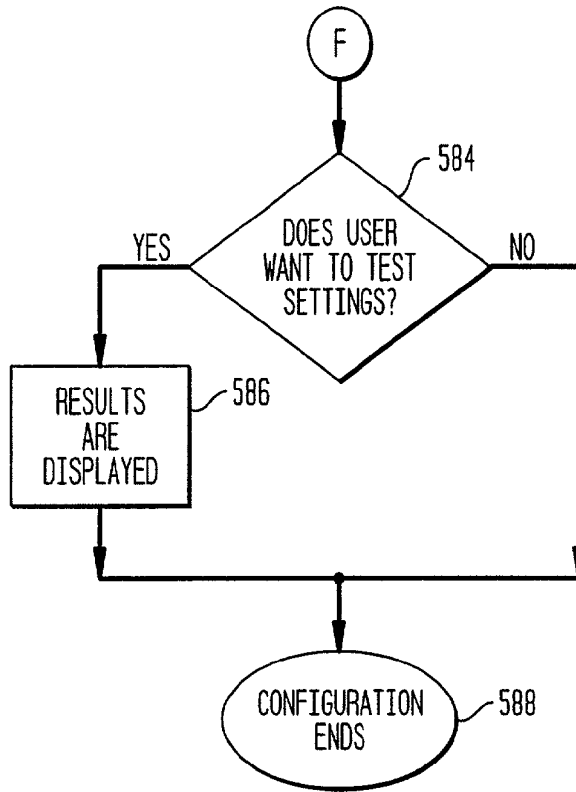 F
584
DOES USER
WANT TO TEST
SETTINGS?
YES
NO
RESULTS
ARE
DISPLAYED
586
CONFIGURATION
ENDS
588